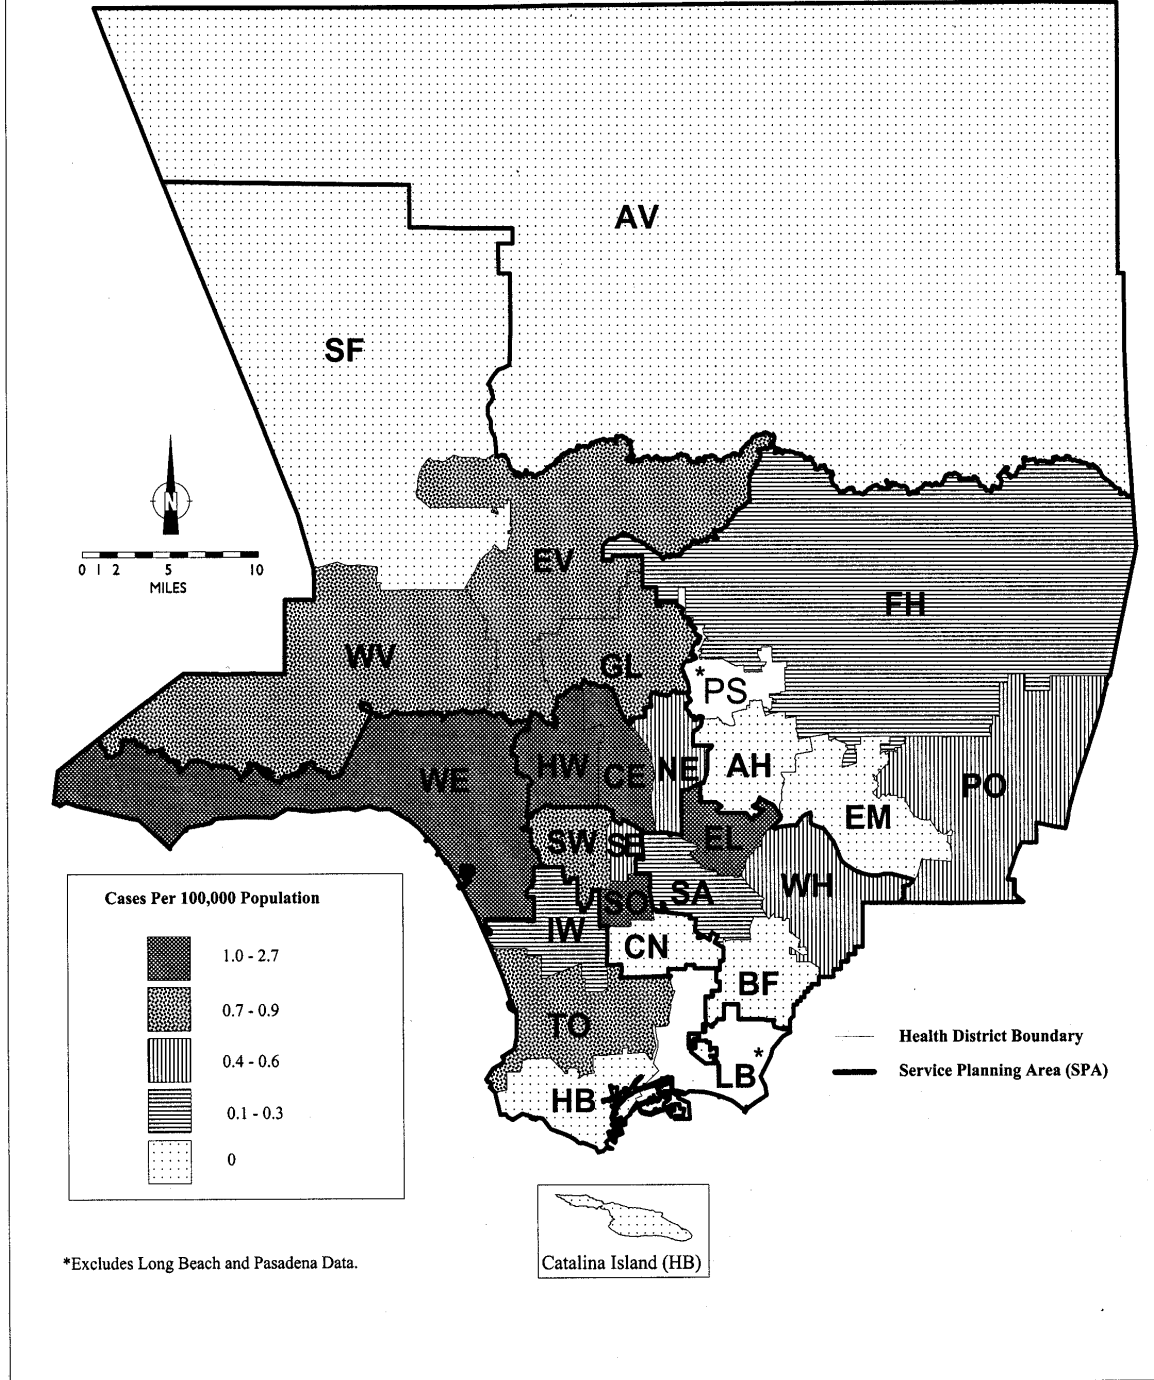 AV
SF
N
0 1 2 5 10
MILES
EV
FH
WV
GL
*PS
WE
HW
CE
NE
AH
PO
EM
SW
SE
EL
WH
SA
SO
IW
CN
BF
TO
LB*
HB
Cases Per 100,000 Population
1.0 - 2.7
0.7 - 0.9
0.4 - 0.6
0.1 - 0.3
0
Health District Boundary
Service Planning Area (SPA)
Catalina Island (HB)
*Excludes Long Beach and Pasadena Data.